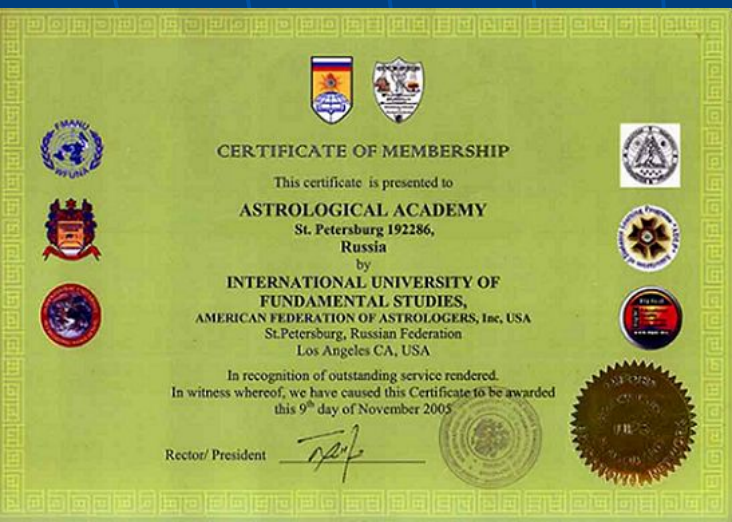 CERTIFICATE OF MEMBERSHIP
This certificate is presented to
ASTROLOGICAL ACADEMY
St. Petersburg 192286,
Russia
by
INTERNATIONAL UNIVERSITY OF
FUNDAMENTAL STUDIES,
AMERICAN FEDERATION OF ASTROLOGERS, Inc, USA
St.Petersburg, Russian Federation
Los Angeles CA, USA
In recognition of outstanding service rendered.
In witness whereof, we have caused this Certificate to be awarded
this 9th day of November 2005
Rector/ President
FMANU
WFUNA